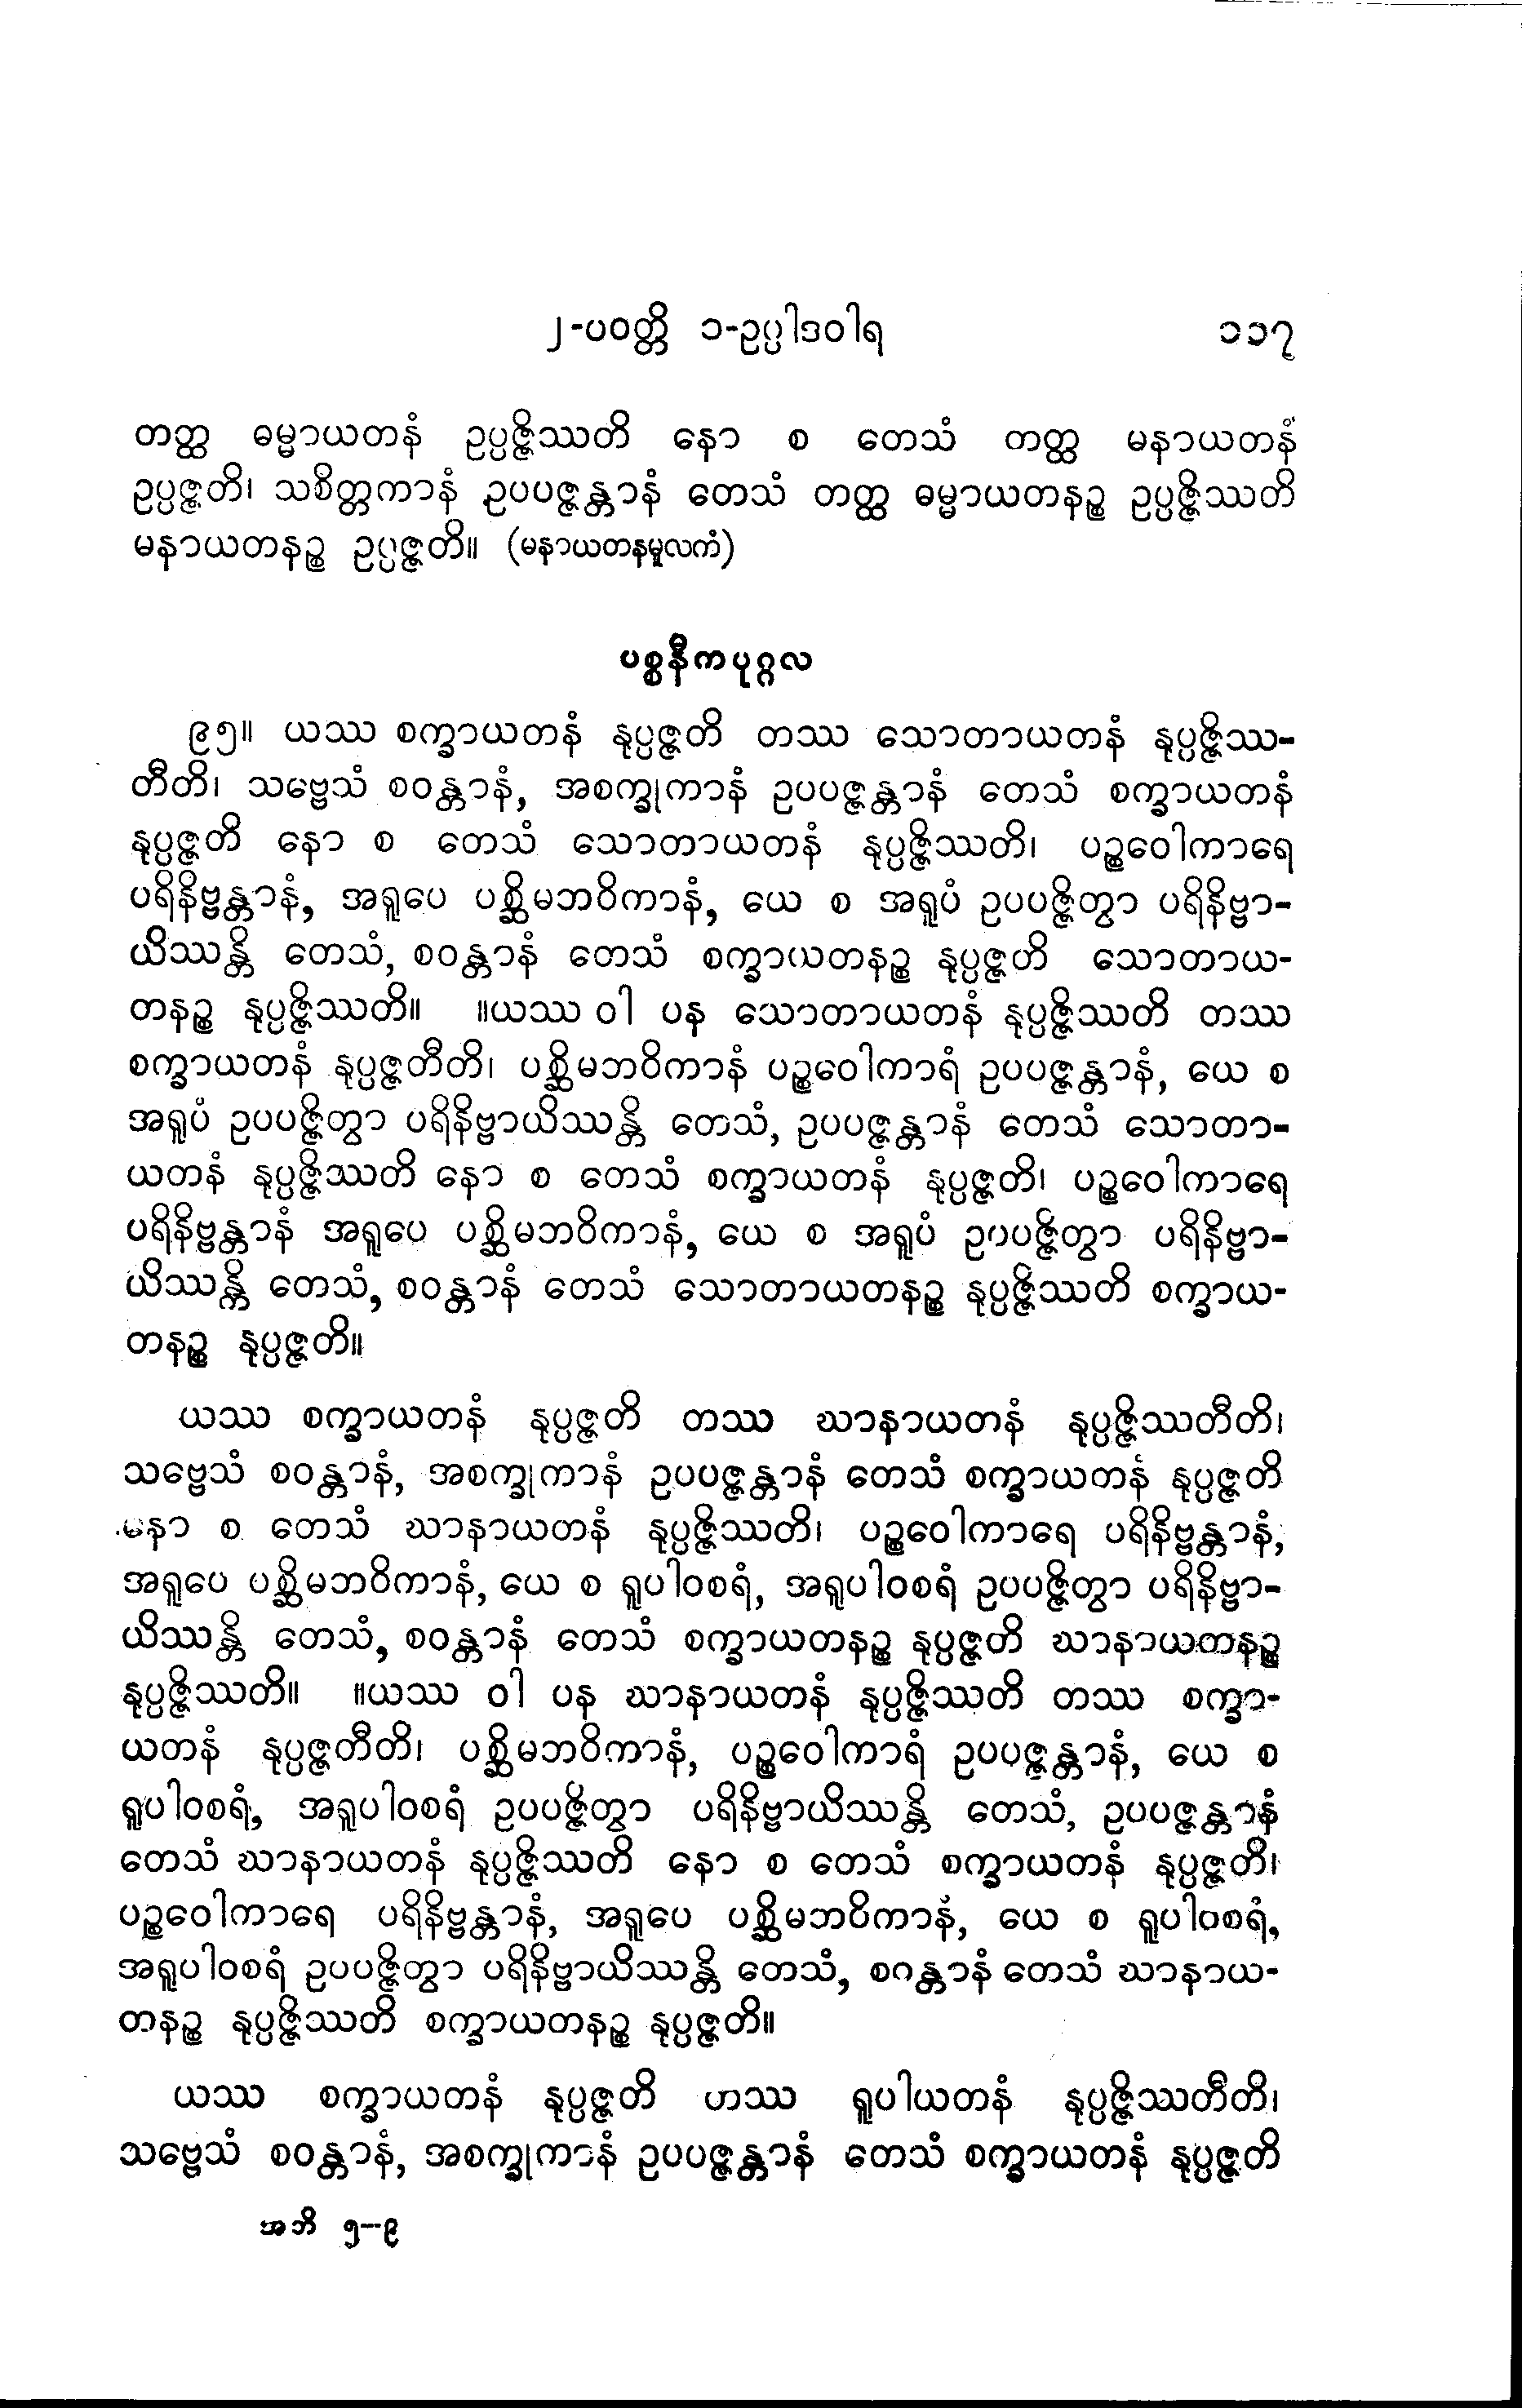 ၂-ပဝတ္တိ ၁-ဥပ္ပါဒဝါရ ၁၁၇
တတ္ထ ဓမ္မာယတနံ ဥပ္ပဇ္ဇိဿတိ နော စ တေသံ တတ္ထ မနာယတနံ
ဥပ္ပဇ္ဇတိ၊ သစိတ္တကာနံ ဥပပဇ္ဇန္တာနံ တေသံ တတ္ထ ဓမ္မာယတနဉ္စ ဥပ္ပဇ္ဇိဿတိ
မနာယတနဉ္စ ဥပ္ပဇ္ဇတိ။ (မနာယတနမူလကံ)
ပစ္စနီကပုဂ္ဂလ
၉၅။ ယဿ စက္ခာယတနံ နုပ္ပဇ္ဇတိ တဿ သောတာယတနံ နုပ္ပဇ္ဇိဿ-
တီတိ၊ သဗ္ဗေသံ စဝန္တာနံ, အစက္ခုကာနံ ဥပပဇ္ဇန္တာနံ တေသံ စက္ခာယတနံ
နုပ္ပဇ္ဇတိ နော စ တေသံ သောတာယတနံ နုပ္ပဇ္ဇိဿတိ၊ ပဉ္စဝေါကာရေ
ပရိနိဗ္ဗန္တာနံ, အရူပေ ပစ္ဆိမဘဝိကာနံ, ယေ စ အရူပံ ဥပပဇ္ဇိတွာ ပရိနိဗ္ဗာ-
ယိဿန္တိ တေသံ, စဝန္တာနံ တေသံ စက္ခာယတနဉ္စ နုပ္ပဇ္ဇတိ သောတာယ-
တနဉ္စ နုပ္ပဇ္ဇိဿတိ။ ။ယဿ ဝါ ပန သောတာယတနံ နုပ္ပဇ္ဇိဿတိ တဿ
စက္ခာယတနံ နုပ္ပဇ္ဇတီတိ၊ ပစ္ဆိမဘဝိကာနံ ပဉ္စဝေါကာရံ ဥပပဇ္ဇန္တာနံ, ယေ စ
အရူပံ ဥပပဇ္ဇိတွာ ပရိနိဗ္ဗာယိဿန္တိ တေသံ, ဥပပဇ္ဇန္တာနံ တေသံ သောတာ-
ယတနံ နုပ္ပဇ္ဇိဿတိ နော စ တေသံ စက္ခာယတနံ နုပ္ပဇ္ဇတိ၊ ပဉ္စဝေါကာရေ
ပရိနိဗ္ဗန္တာနံ အရူပေ ပစ္ဆိမဘဝိကာနံ, ယေ စ အရူပံ ဥပပဇ္ဇိတွာ ပရိနိဗ္ဗာ-
ယိဿန္တိ တေသံ, စဝန္တာနံ တေသံ သောတာယတနဉ္စ နုပ္ပဇ္ဇိဿတိ စက္ခာယ-
တနဉ္စ နုပ္ပဇ္ဇတိ။
ယဿ စက္ခာယတနံ နုပ္ပဇ္ဇတိ တဿ ဃာနာယတနံ နုပ္ပဇ္ဇိဿတီတိ၊
သဗ္ဗေသံ စဝန္တာနံ, အစက္ခုကာနံ ဥပပဇ္ဇန္တာနံ တေသံ စက္ခာယတနံ နုပ္ပဇ္ဇတိ
နော စ တေသံ ဃာနာယတနံ နုပ္ပဇ္ဇိဿတိ၊ ပဉ္စဝေါကာရေ ပရိနိဗ္ဗန္တာနံ,
အရူပေ ပစ္ဆိမဘဝိကာနံ, ယေ စ ရူပါဝစရံ, အရူပါဝစရံ ဥပပဇ္ဇိတွာ ပရိနိဗ္ဗာ-
ယိဿန္တိ တေသံ, စဝန္တာနံ တေသံ စက္ခာယတနဉ္စ နုပ္ပဇ္ဇတိ ဃာနာယတနဉ္စ
နုပ္ပဇ္ဇိဿတိ။ ။ယဿ ဝါ ပန ဃာနာယတနံ နုပ္ပဇ္ဇိဿတိ တဿ စက္ခာ-
ယတနံ နုပ္ပဇ္ဇတီတိ၊ ပစ္ဆိမဘဝိကာနံ, ပဉ္စဝေါကာရံ ဥပပဇ္ဇန္တာနံ, ယေ စ
ရူပါဝစရံ, အရူပါဝစရံ ဥပပဇ္ဇိတွာ ပရိနိဗ္ဗာယိဿန္တိ တေသံ, ဥပပဇ္ဇန္တာနံ
တေသံ ဃာနာယတနံ နုပ္ပဇ္ဇိဿတိ နော စ တေသံ စက္ခာယတနံ နုပ္ပဇ္ဇတိ၊
ပဉ္စဝေါကာရေ ပရိနိဗ္ဗန္တာနံ, အရူပေ ပစ္ဆိမဘဝိကာနံ, ယေ စ ရူပါဝစရံ,
အရူပါဝစရံ ဥပပဇ္ဇိတွာ ပရိနိဗ္ဗာယိဿန္တိ တေသံ, စဝန္တာနံ တေသံ ဃာနာယ-
တနဉ္စ နုပ္ပဇ္ဇိဿတိ စက္ခာယတနဉ္စ နုပ္ပဇ္ဇတိ။
ယဿ စက္ခာယတနံ နုပ္ပဇ္ဇတိ တဿ ရူပါယတနံ နုပ္ပဇ္ဇိဿတီတိ၊
သဗ္ဗေသံ စဝန္တာနံ, အစက္ခုကာနံ ဥပပဇ္ဇန္တာနံ တေသံ စက္ခာယတနံ နုပ္ပဇ္ဇတိ
အဘိ ၅-၉